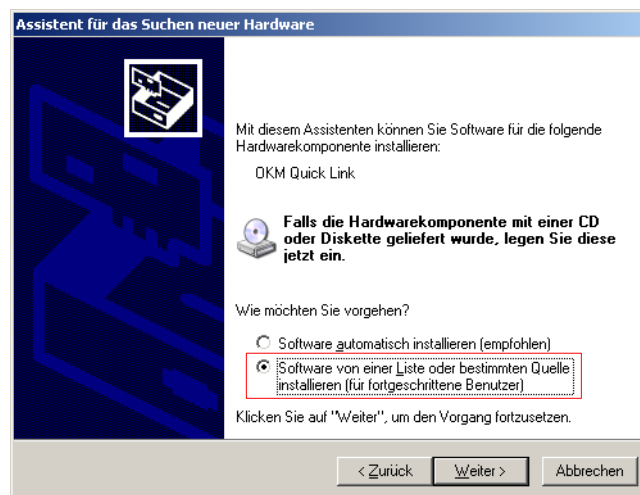 Assistent für das Suchen neuer Hardware
Mit diesem Assistenten können Sie Software für die folgende
Hardwarekomponente installieren:
OKM Quick Link
Falls die Hardwarekomponente mit einer CD
oder Diskette geliefert wurde, legen Sie diese
jetzt ein.
Wie möchten Sie vorgehen?
Software automatisch installieren (empfohlen)
Software von einer Liste oder bestimmten Quelle
installieren (für fortgeschrittene Benutzer)
Klicken Sie auf "Weiter", um den Vorgang fortzusetzen.
< Zurück Weiter > Abbrechen